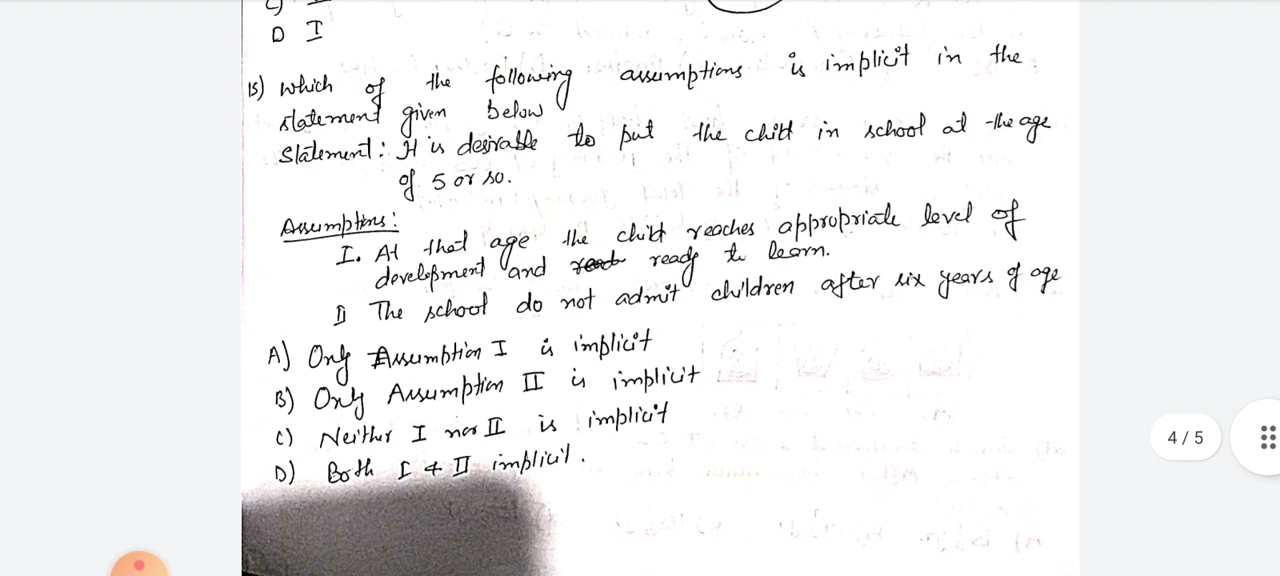 D I
15) Which of the following assumptions is implicit in the
statement given below
Statement: It is desirable to put the child in school at the age
of 5 or so.
Assumptions:
I. At that age the child reaches appropriate level of
development and ready to learn.
II The school do not admit children after six years of age
A) Only Assumption I is implicit
B) Only Assumption II is implicit
C) Neither I nor II is implicit
D) Both I & II implicit.
4 / 5